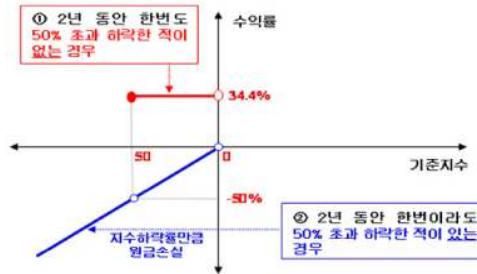 ① 2년 동안 한번도
50% 초과 하락한 적이
없는 경우
수익률
34.4%
50
0
기준지수
-50%
지수하락률만큼
원금손실
② 2년 동안 한번이라도
50% 초과 하락한 적이 있는
경우